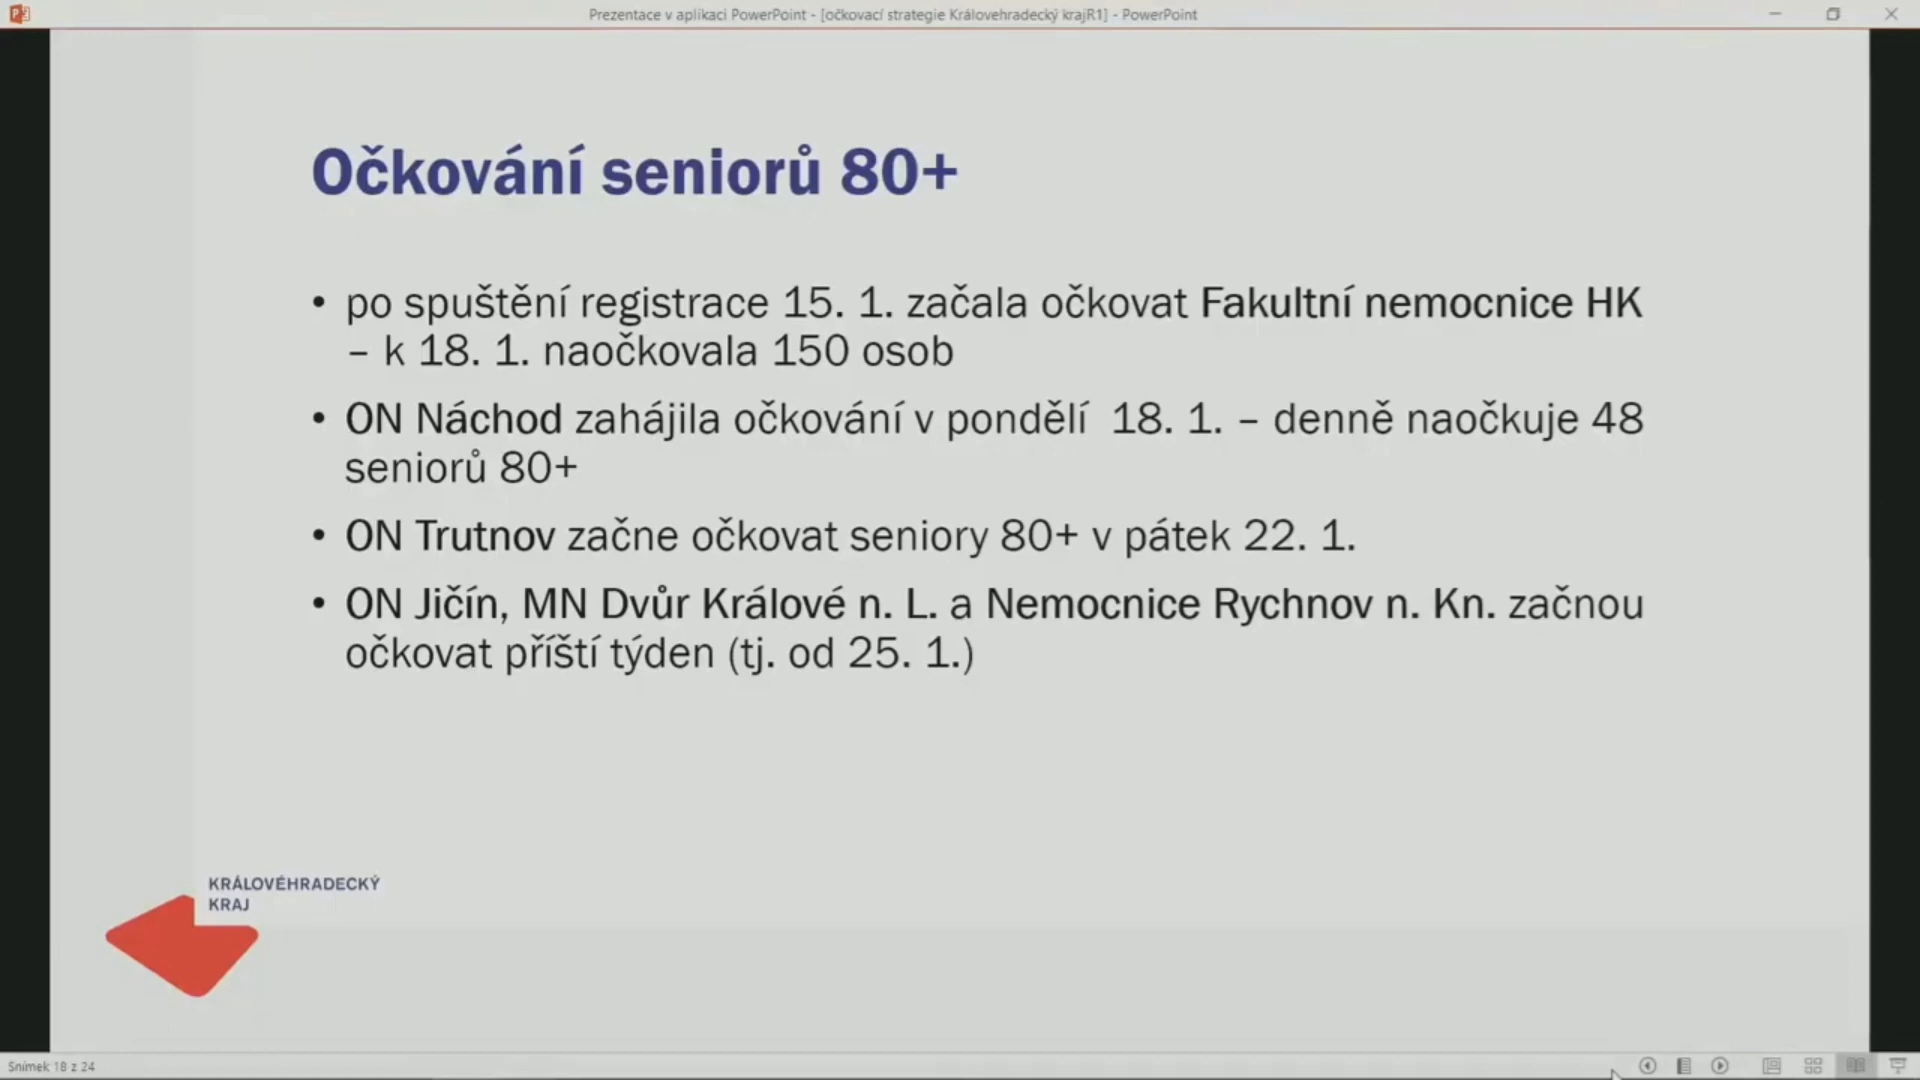 Prezentace v aplikaci PowerPoint - [očkovací strategie Královehradecký krajR1] - PowerPoint
Očkování seniorů 80+
• po spuštění registrace 15. 1. začala očkovat Fakultní nemocnice HK
– k 18. 1. naočkovala 150 osob
• ON Náchod zahájila očkování v pondělí 18. 1. – denně naočkuje 48
seniorů 80+
• ON Trutnov začne očkovat seniory 80+ v pátek 22. 1.
• ON Jičín, MN Dvůr Králové n. L. a Nemocnice Rychnov n. Kn. začnou
očkovat příští týden (tj. od 25. 1.)
KRÁLOVÉHRADECKÝ
KRAJ
Snímek 18 z 24